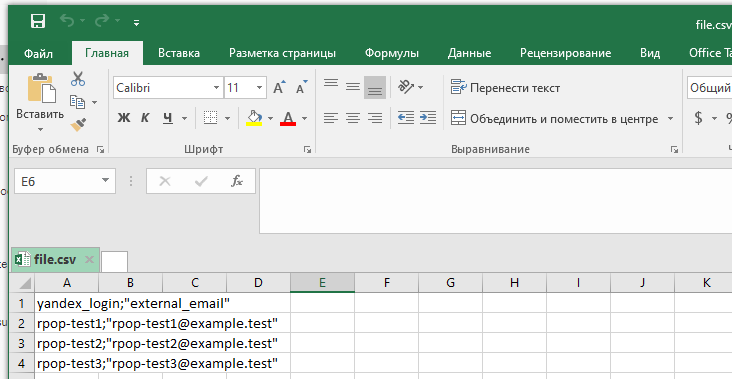 file.csv
Файл Главная Вставка Разметка страницы Формулы Данные Рецензирование Вид Office Ta
Вставить
Calibri 11
Ж К Ч
Перенести текст
Объединить и поместить в центре
Общий
$ %
Буфер обмена Шрифт Выравнивание
E6 fx
file.csv
A B C D E F G H I J K
1 yandex_login;"external_email"
2 rpop-test1;"rpop-test1@example.test"
3 rpop-test2;"rpop-test2@example.test"
4 rpop-test3;"rpop-test3@example.test"